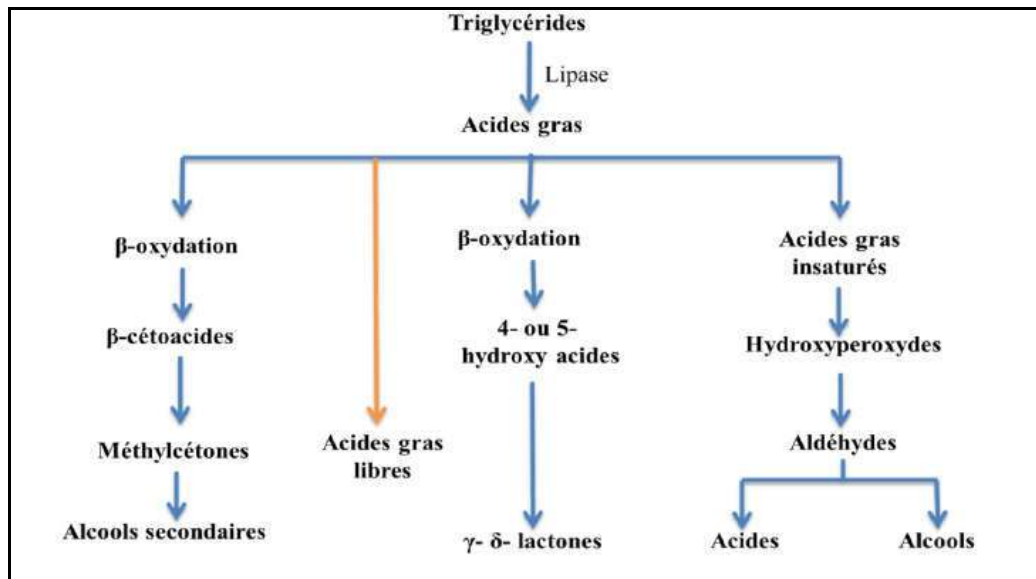 Triglycérides
Lipase
Acides gras
β-oxydation
β-oxydation
Acides gras
insaturés
β-cétoacides
4- ou 5-
hydroxy acides
Hydroxyperoxydes
Méthylcétones
Acides gras
libres
Aldéhydes
Alcools secondaires
γ- δ- lactones
Acides
Alcools